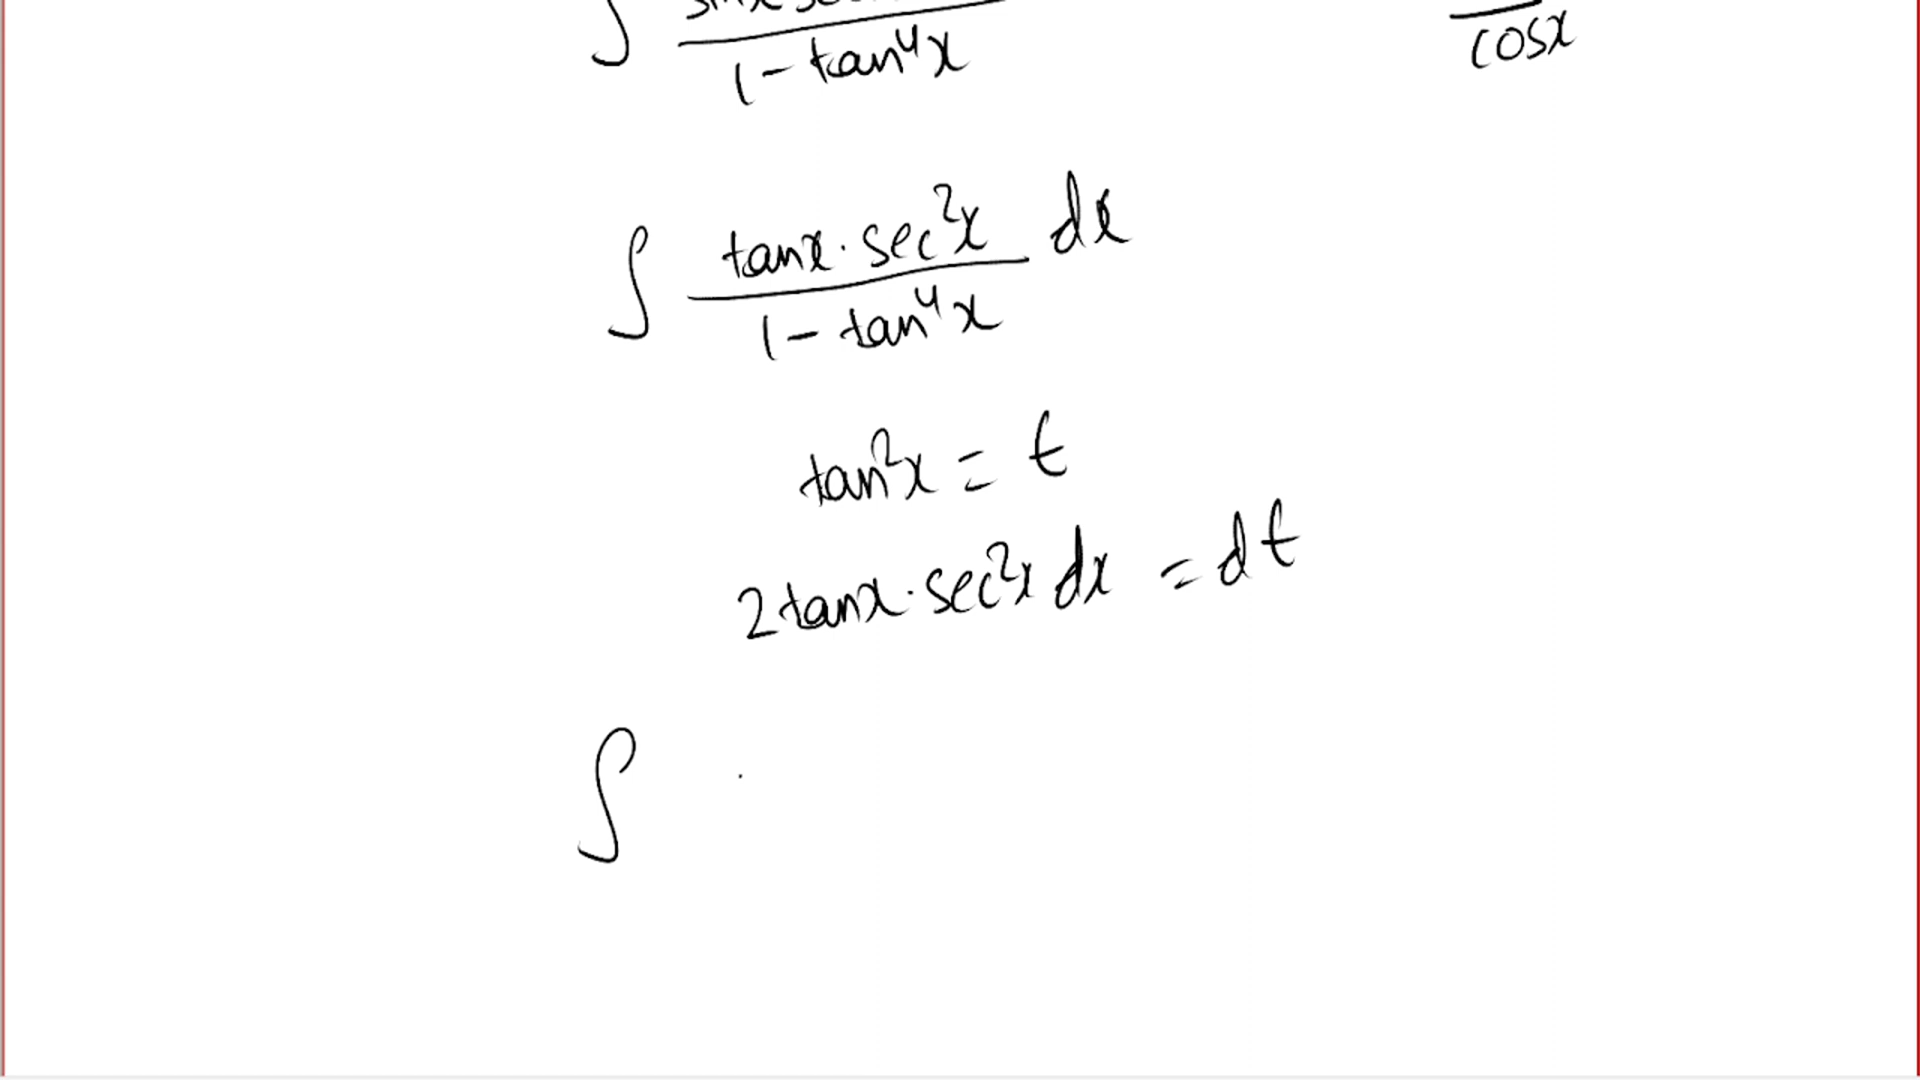 ∫ 1 - tan⁴x cosx
∫ tanx · sec²x / 1 - tan⁴x dx
tan²x = t
2tanx · sec²x dx = dt
∫